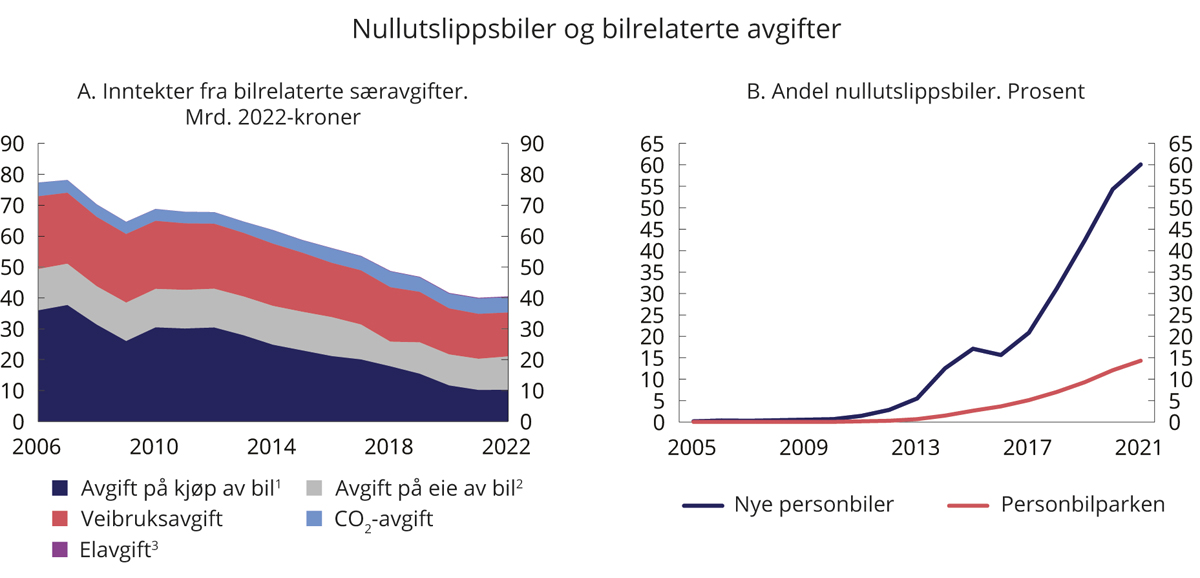 Nullutslippsbiler og bilrelaterte avgifter
A. Inntekter fra bilrelaterte særavgifter.
Mrd. 2022-kroner
90 90
80 80
70 70
60 60
50 50
40 40
30 30
20 20
10 10
0 0
2006 2010 2014 2018 2022
Avgift på kjøp av bil¹ Avgift på eie av bil²
Veibruksavgift CO₂-avgift
Elavgift³
B. Andel nullutslippsbiler. Prosent
65 65
60 60
55 55
50 50
45 45
40 40
35 35
30 30
25 25
20 20
15 15
10 10
5 5
0 0
2005 2009 2013 2017 2021
Nye personbiler Personbilparken